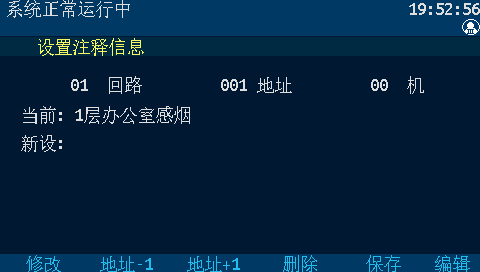 系统正常运行中 19:52:56
设置注释信息
01 回路 001 地址 00 机
当前: 1层办公室感烟
新设:
修改 地址-1 地址+1 删除 保存 编辑